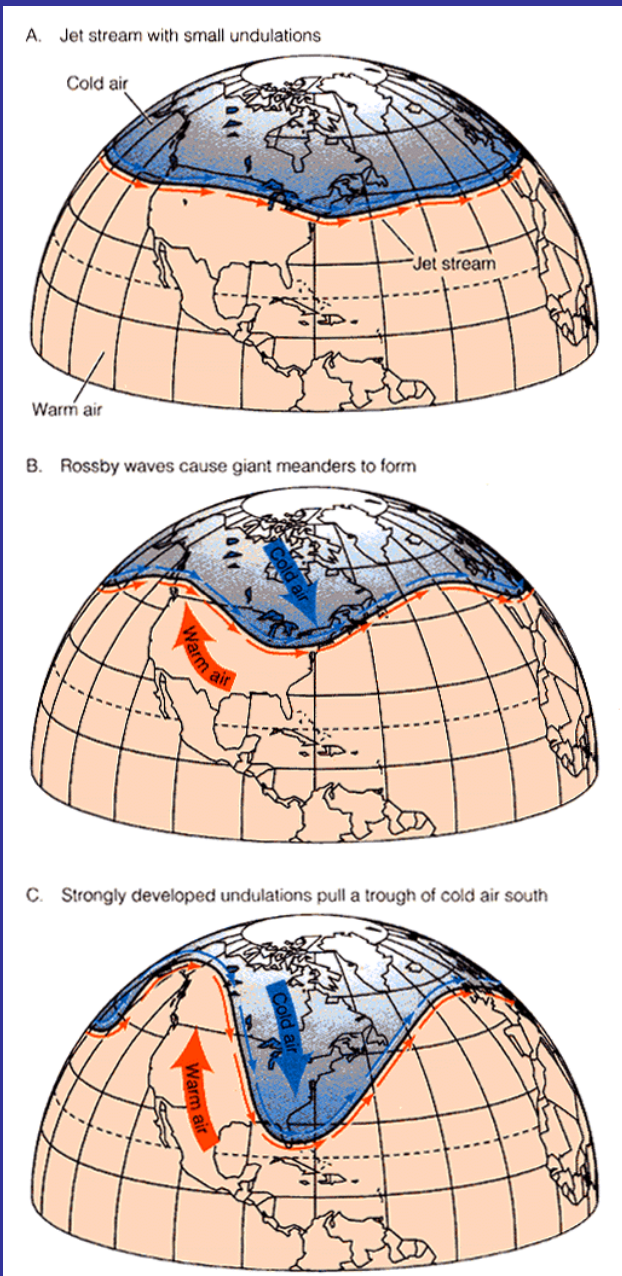 A. Jet stream with small undulations
Cold air
Jet stream
Warm air
B. Rossby waves cause giant meanders to form
Cold air
Warm air
C. Strongly developed undulations pull a trough of cold air south
Cold air
Warm air